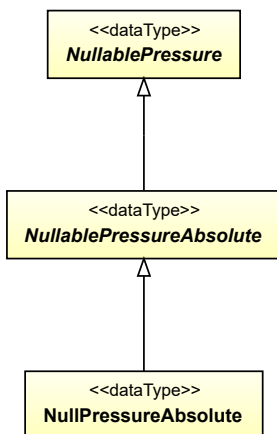 <<dataType>>
NullablePressure
<<dataType>>
NullablePressureAbsolute
<<dataType>>
NullPressureAbsolute